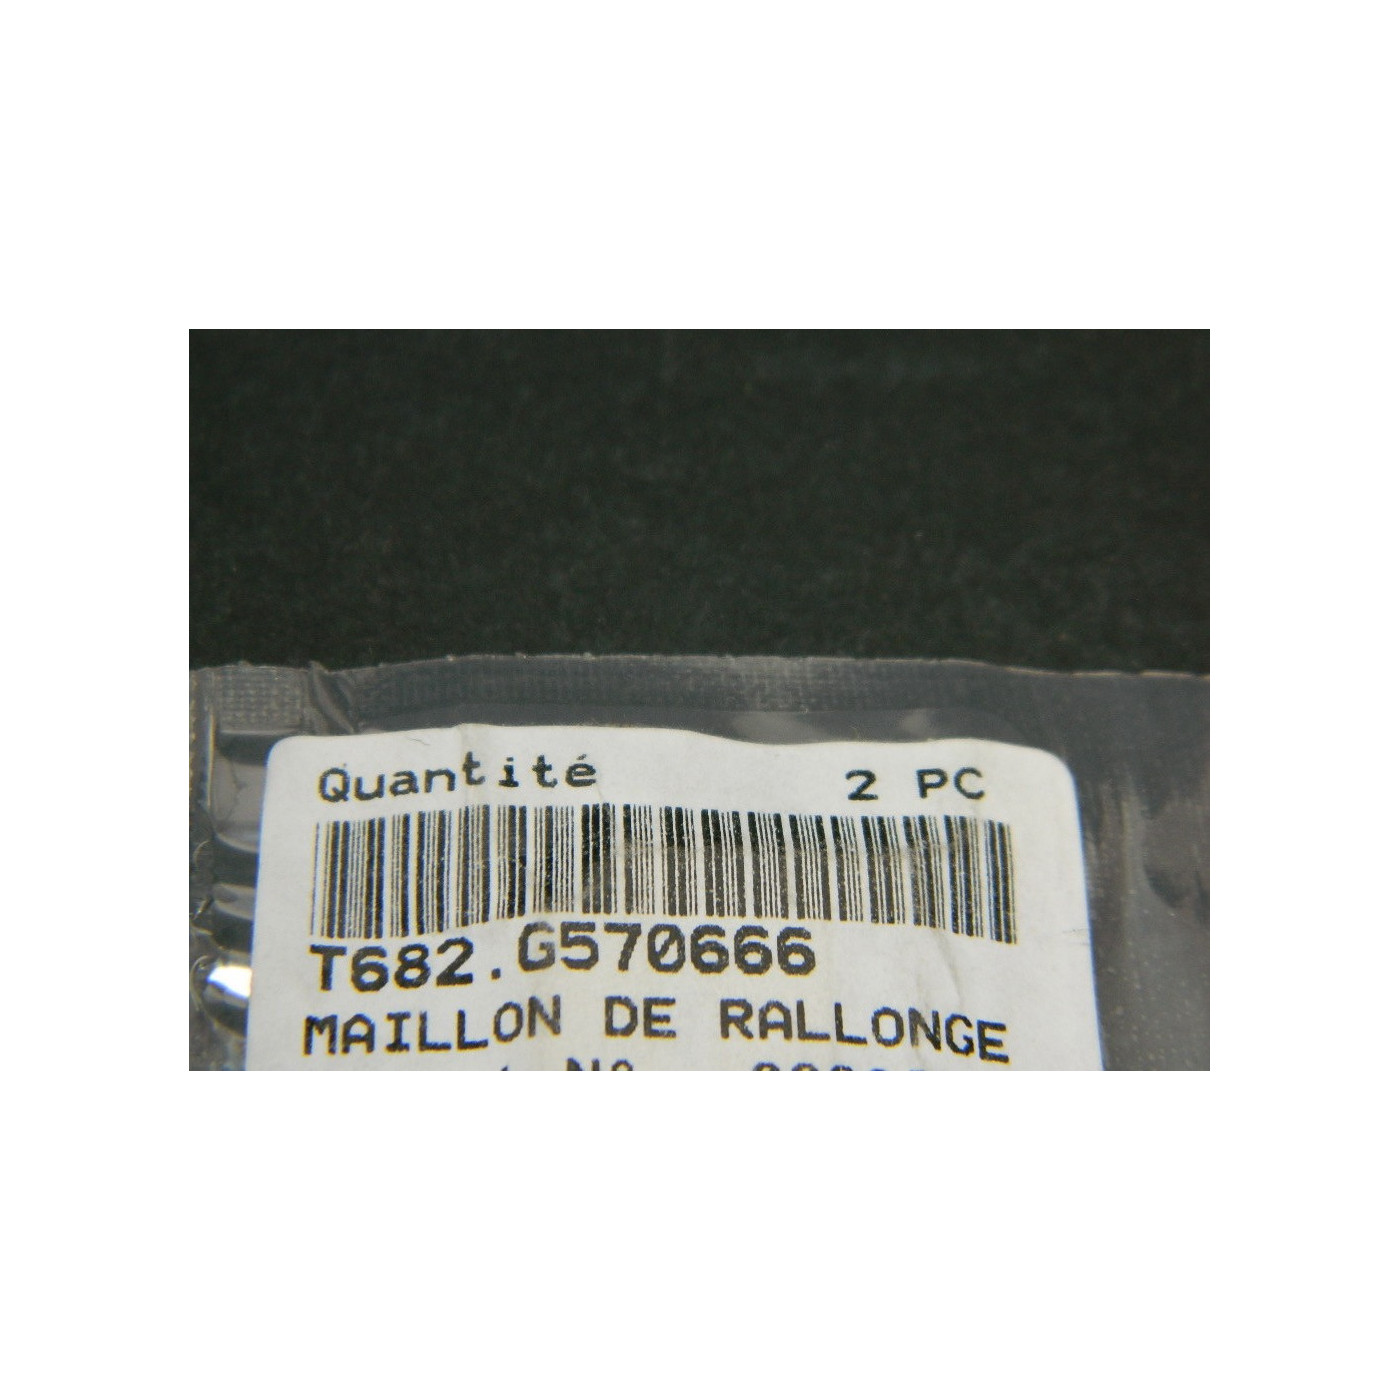 Quantité 2 PC
T682.G570666
MAILLON DE RALLONGE